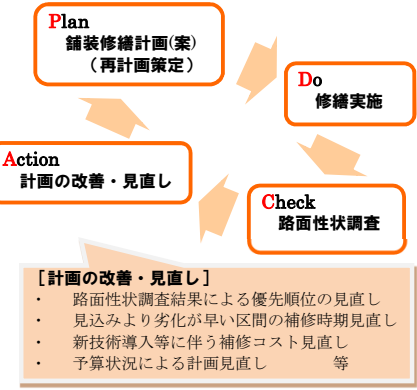 Plan
舗装修繕計画(案)
（再計画策定）
Do
修繕実施
Action
計画の改善・見直し
Check
路面性状調査
［計画の改善・見直し］
・　路面性状調査結果による優先順位の見直し
・　見込みより劣化が早い区間の補修時期見直し
・　新技術導入等に伴う補修コスト見直し
・　予算状況による計画見直し　　　等